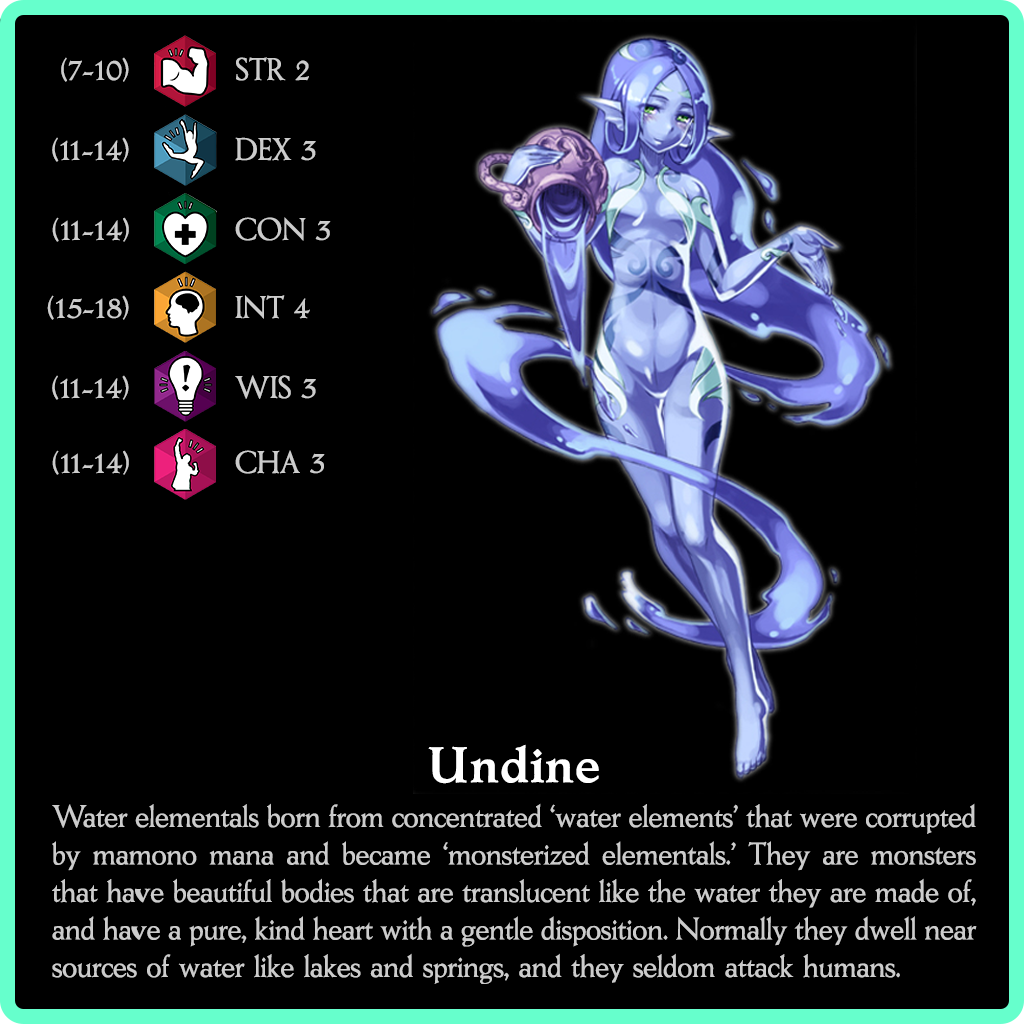 (7-10) STR 2
(11-14) DEX 3
(11-14) CON 3
(15-18) INT 4
(11-14) WIS 3
(11-14) CHA 3
Undine
Water elementals born from concentrated ‘water elements’ that were corrupted
by mamono mana and became ‘monsterized elementals.’ They are monsters
that have beautiful bodies that are translucent like the water they are made of,
and have a pure, kind heart with a gentle disposition. Normally they dwell near
sources of water like lakes and springs, and they seldom attack humans.